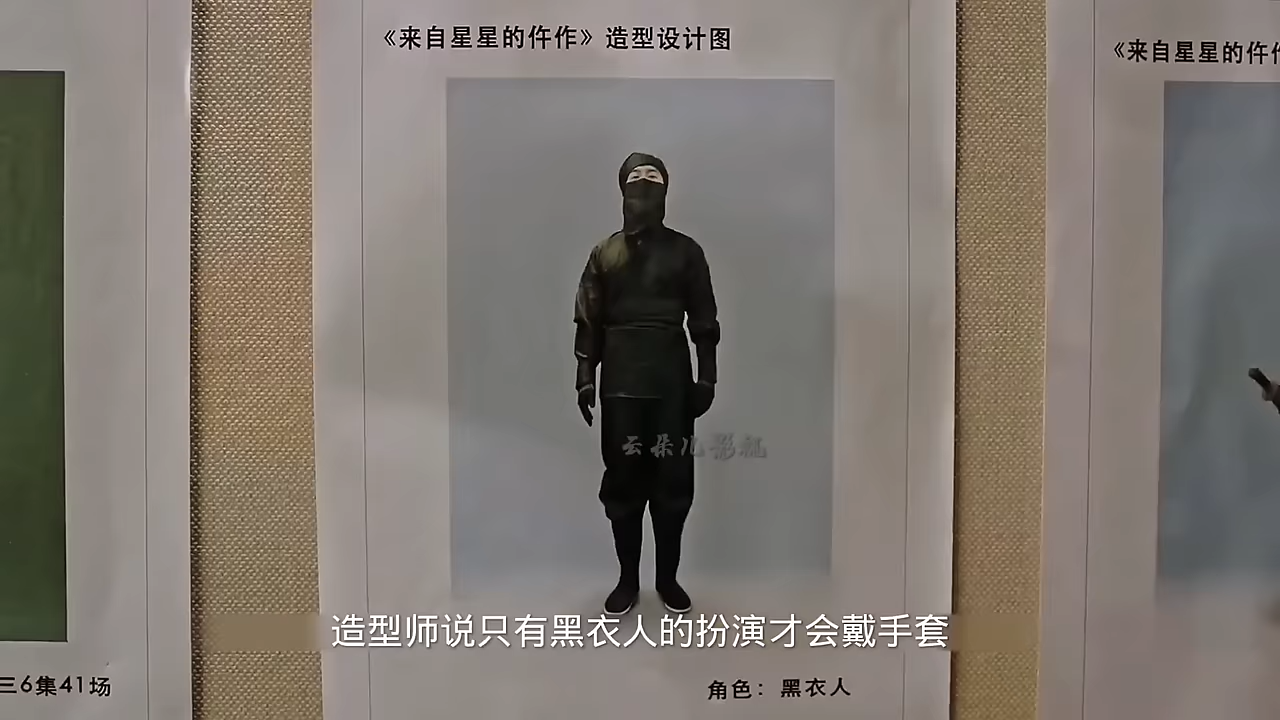 《来自星星的仵作》造型设计图
《来自星星的仵作
云朵儿影视
造型师说只有黑衣人的扮演才会戴手套
三6集41场
角色：黑衣人